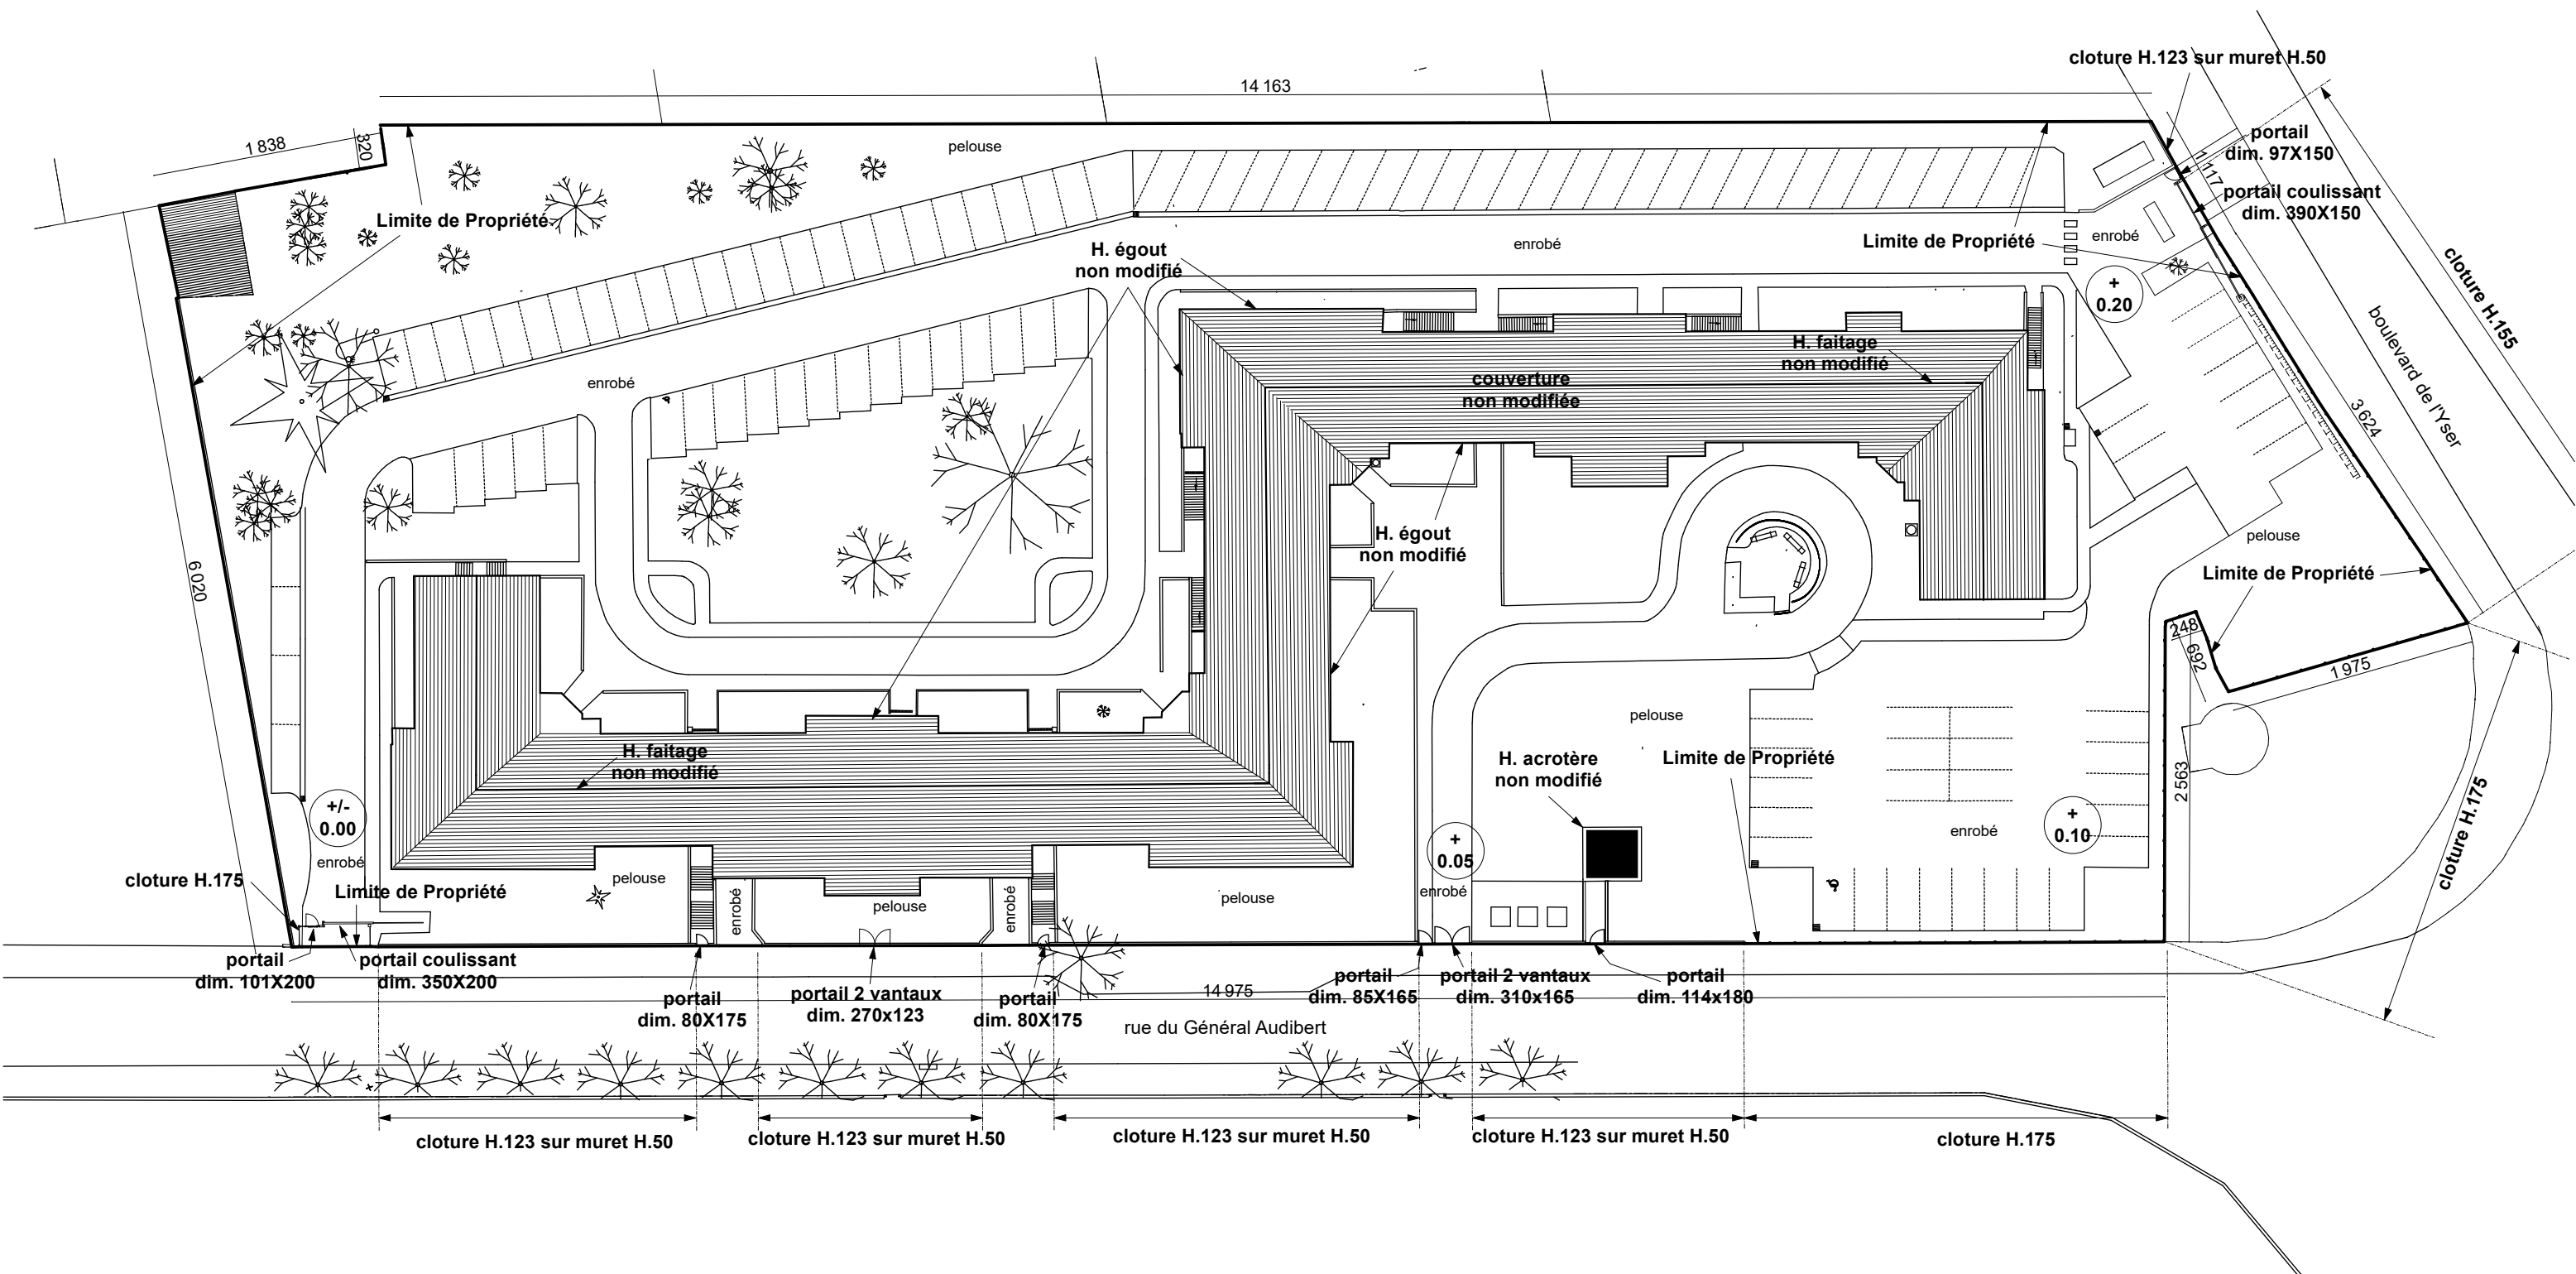 cloture H.123 sur muret H.50
14 163
portail
dim. 97X150
1 838
320
pelouse
117
portail coulissant
dim. 390X150
Limite de Propriété
H. égout
non modifié
enrobé
Limite de Propriété
enrobé
cloture H.155
+
0.20
boulevard de l'Yser
H. faitage
non modifié
couverture
non modifiée
enrobé
3 624
H. égout
non modifié
pelouse
Limite de Propriété
6 020
248
692
1 975
pelouse
H. faitage
non modifié
H. acrotère
non modifié
Limite de Propriété
2 563
cloture H.175
+/-
0.00
enrobé
+
0.05
enrobé
+
0.10
enrobé
cloture H.175
Limite de Propriété
pelouse
enrobé
pelouse
enrobé
pelouse
portail
dim. 101X200
portail coulissant
dim. 350X200
portail
dim. 80X175
portail 2 vantaux
dim. 270x123
portail
dim. 80X175
14 975
portail
dim. 85X165
portail 2 vantaux
dim. 310x165
portail
dim. 114x180
rue du Général Audibert
cloture H.123 sur muret H.50
cloture H.123 sur muret H.50
cloture H.123 sur muret H.50
cloture H.123 sur muret H.50
cloture H.175